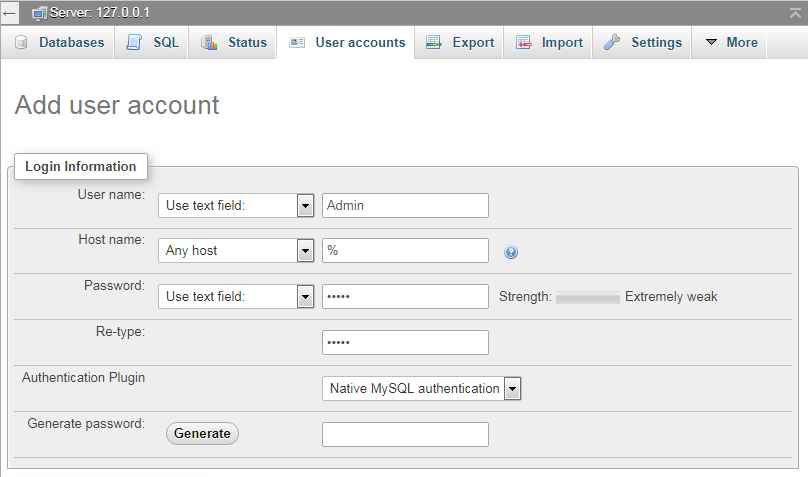 Server: 127.0.0.1
Databases SQL Status User accounts Export Import Settings More
Add user account
Login Information
User name: Use text field: Admin
Host name: Any host %
Password: Use text field: ••••• Strength: Extremely weak
Re-type: •••••
Authentication Plugin Native MySQL authentication
Generate password: Generate